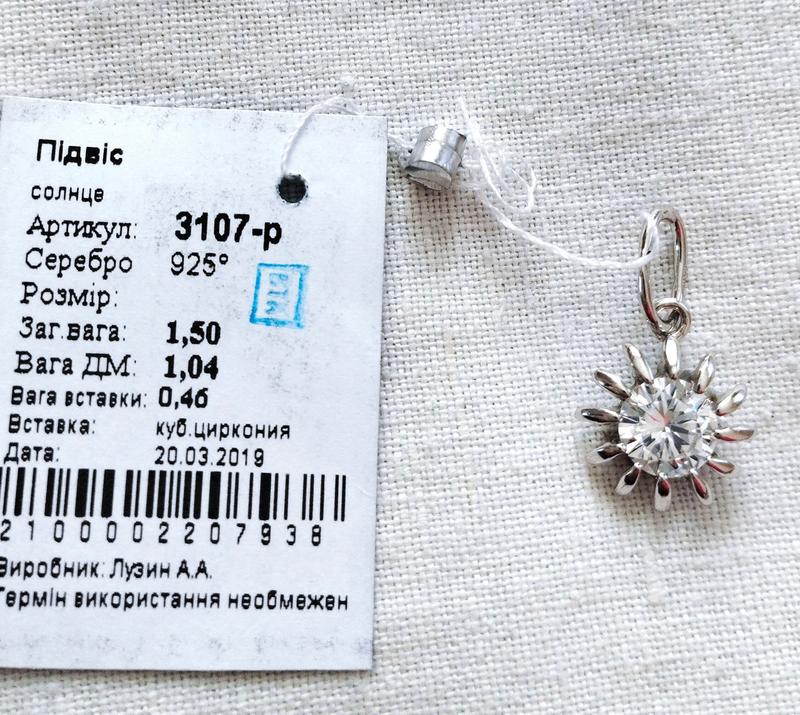 Підвіс
солнце
Артикул: 3107-р
Серебро 925°
Розмір:
Заг.вага: 1,50
Вага ДМ: 1,04
Вага вставки: 0,46
Вставка: куб.циркония
Дата: 20.03.2019
2100002207938
Виробник: Лузин А.А.
Термін використання необмежен